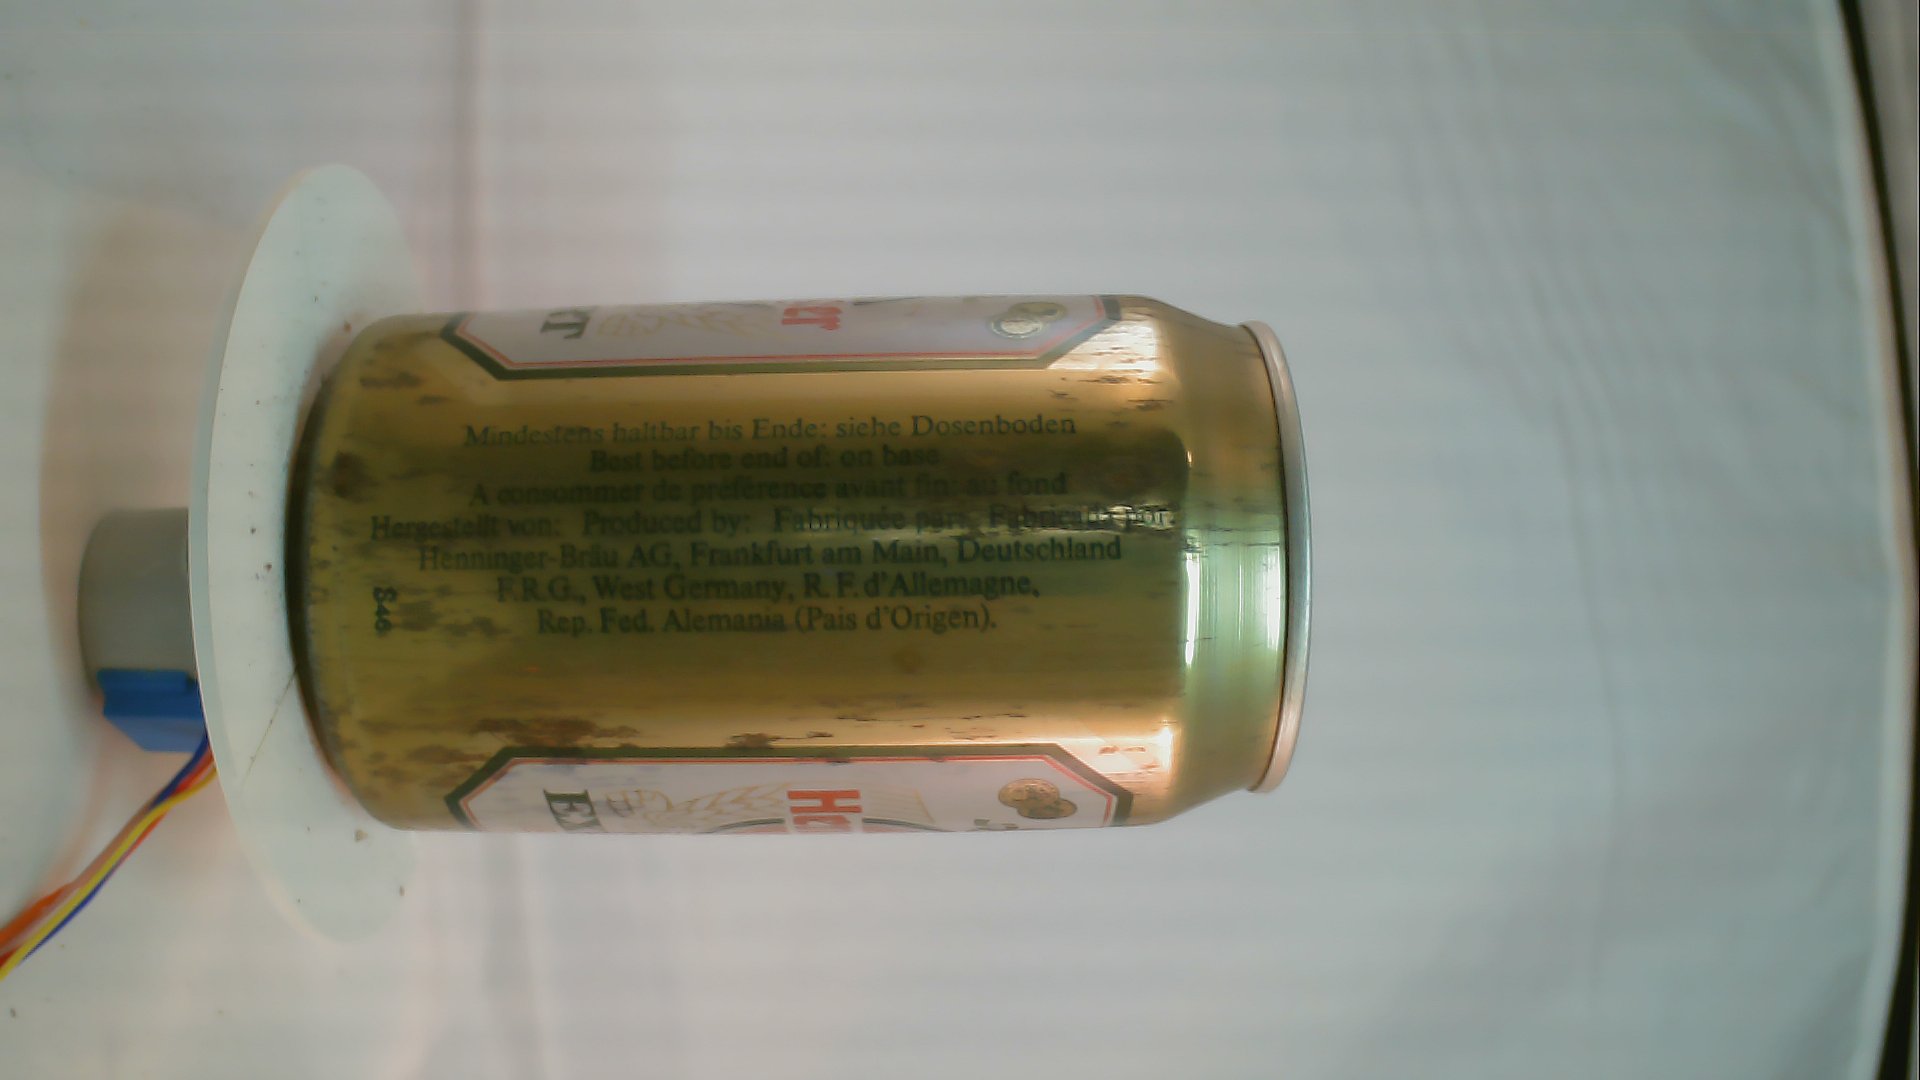 Mindestens haltbar bis Ende: siehe Dosenboden
Best before end of: on base
A consommer de préférence avant fin: au fond
Hergestellt von: Produced by: Fabriquée par: Fabricada por:
Henninger-Bräu AG, Frankfurt am Main, Deutschland
F.R.G., West Germany, R.F. d'Allemagne,
Rep. Fed. Alemania (Pais d'Origen).